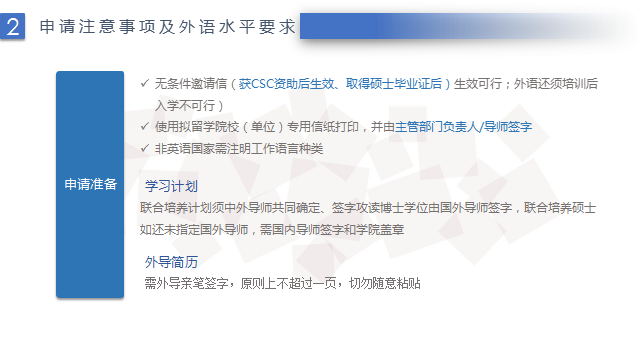 2 申请注意事项及外语水平要求
申请准备
✓ 无条件邀请信（获CSC资助后生效、取得硕士毕业证后）生效可行；外语还须培训后
入学不可行）
✓ 使用拟留学院校（单位）专用信纸打印，并由主管部门负责人/导师签字
✓ 非英语国家需注明工作语言种类
学习计划
联合培养计划须中外导师共同确定、签字攻读博士学位由国外导师签字，联合培养硕士
如还未指定国外导师，需国内导师签字和学院盖章
外导简历
需外导亲笔签字，原则上不超过一页，切勿随意粘贴